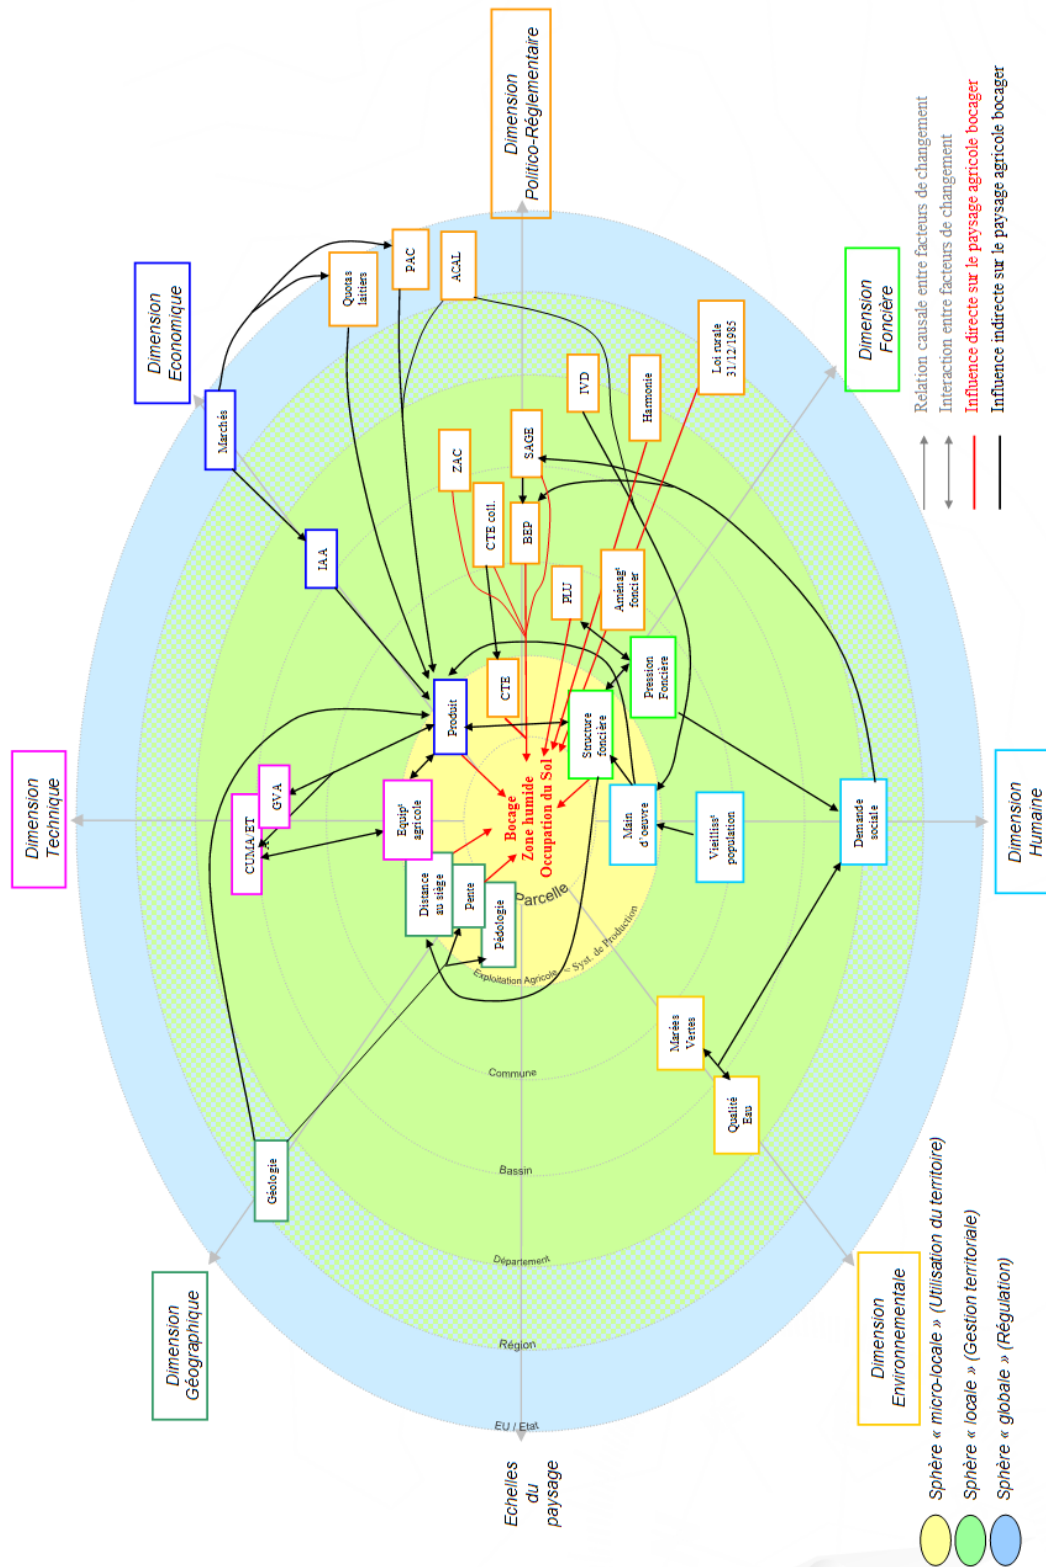 Dimension
Technique
Dimension
Economique
Dimension
Politico-Réglementaire
Dimension
Foncière
Dimension
Humaine
Dimension
Environnementale
Dimension
Géographique
Echelles
du
paysage
EU / Etat
Région
Département
Bassin
Commune
Exploitation Agricole
= Syst. de Production
Parcelle
Géologie
CUMA/ET
GVA
Marchés
IAA
Quotas
laitiers
PAC
ACAL
ZAC
CTE coll.
SAGE
BEP
IVD
Harmonie
Loi rurale
31/12/1985
PLU
Aménagt
foncier
CTE
Produit
Equipt
agricole
Distance
au siège
Pente
Pédologie
Bocage
Zone humide
Occupation du Sol
Structure
foncière
Pression
Foncière
Main
d'oeuvre
Vieillisst
population
Demande
sociale
Marées
Vertes
Qualité
Eau
Sphère « micro-locale » (Utilisation du territoire)
Sphère « locale » (Gestion territoriale)
Sphère « globale » (Régulation)
Relation causale entre facteurs de changement
Interaction entre facteurs de changement
Influence directe sur le paysage agricole bocager
Influence indirecte sur le paysage agricole bocager